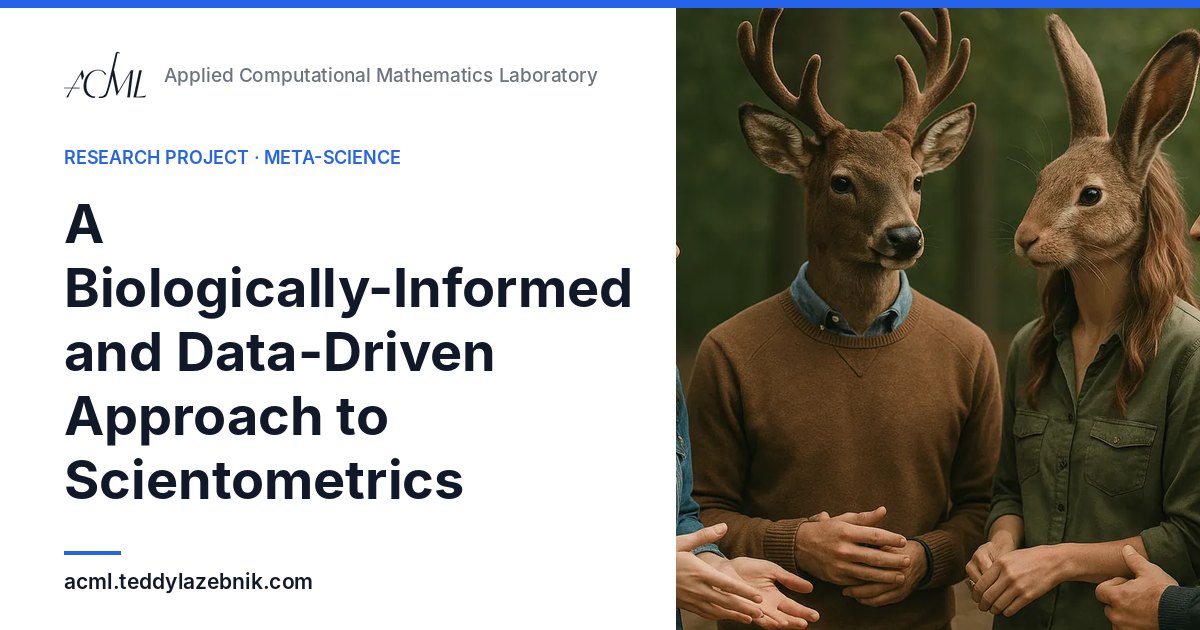 ACML
Applied Computational Mathematics Laboratory
RESEARCH PROJECT · META-SCIENCE
A
Biologically-Informed
and Data-Driven
Approach to
Scientometrics
acml.teddylazebnik.com